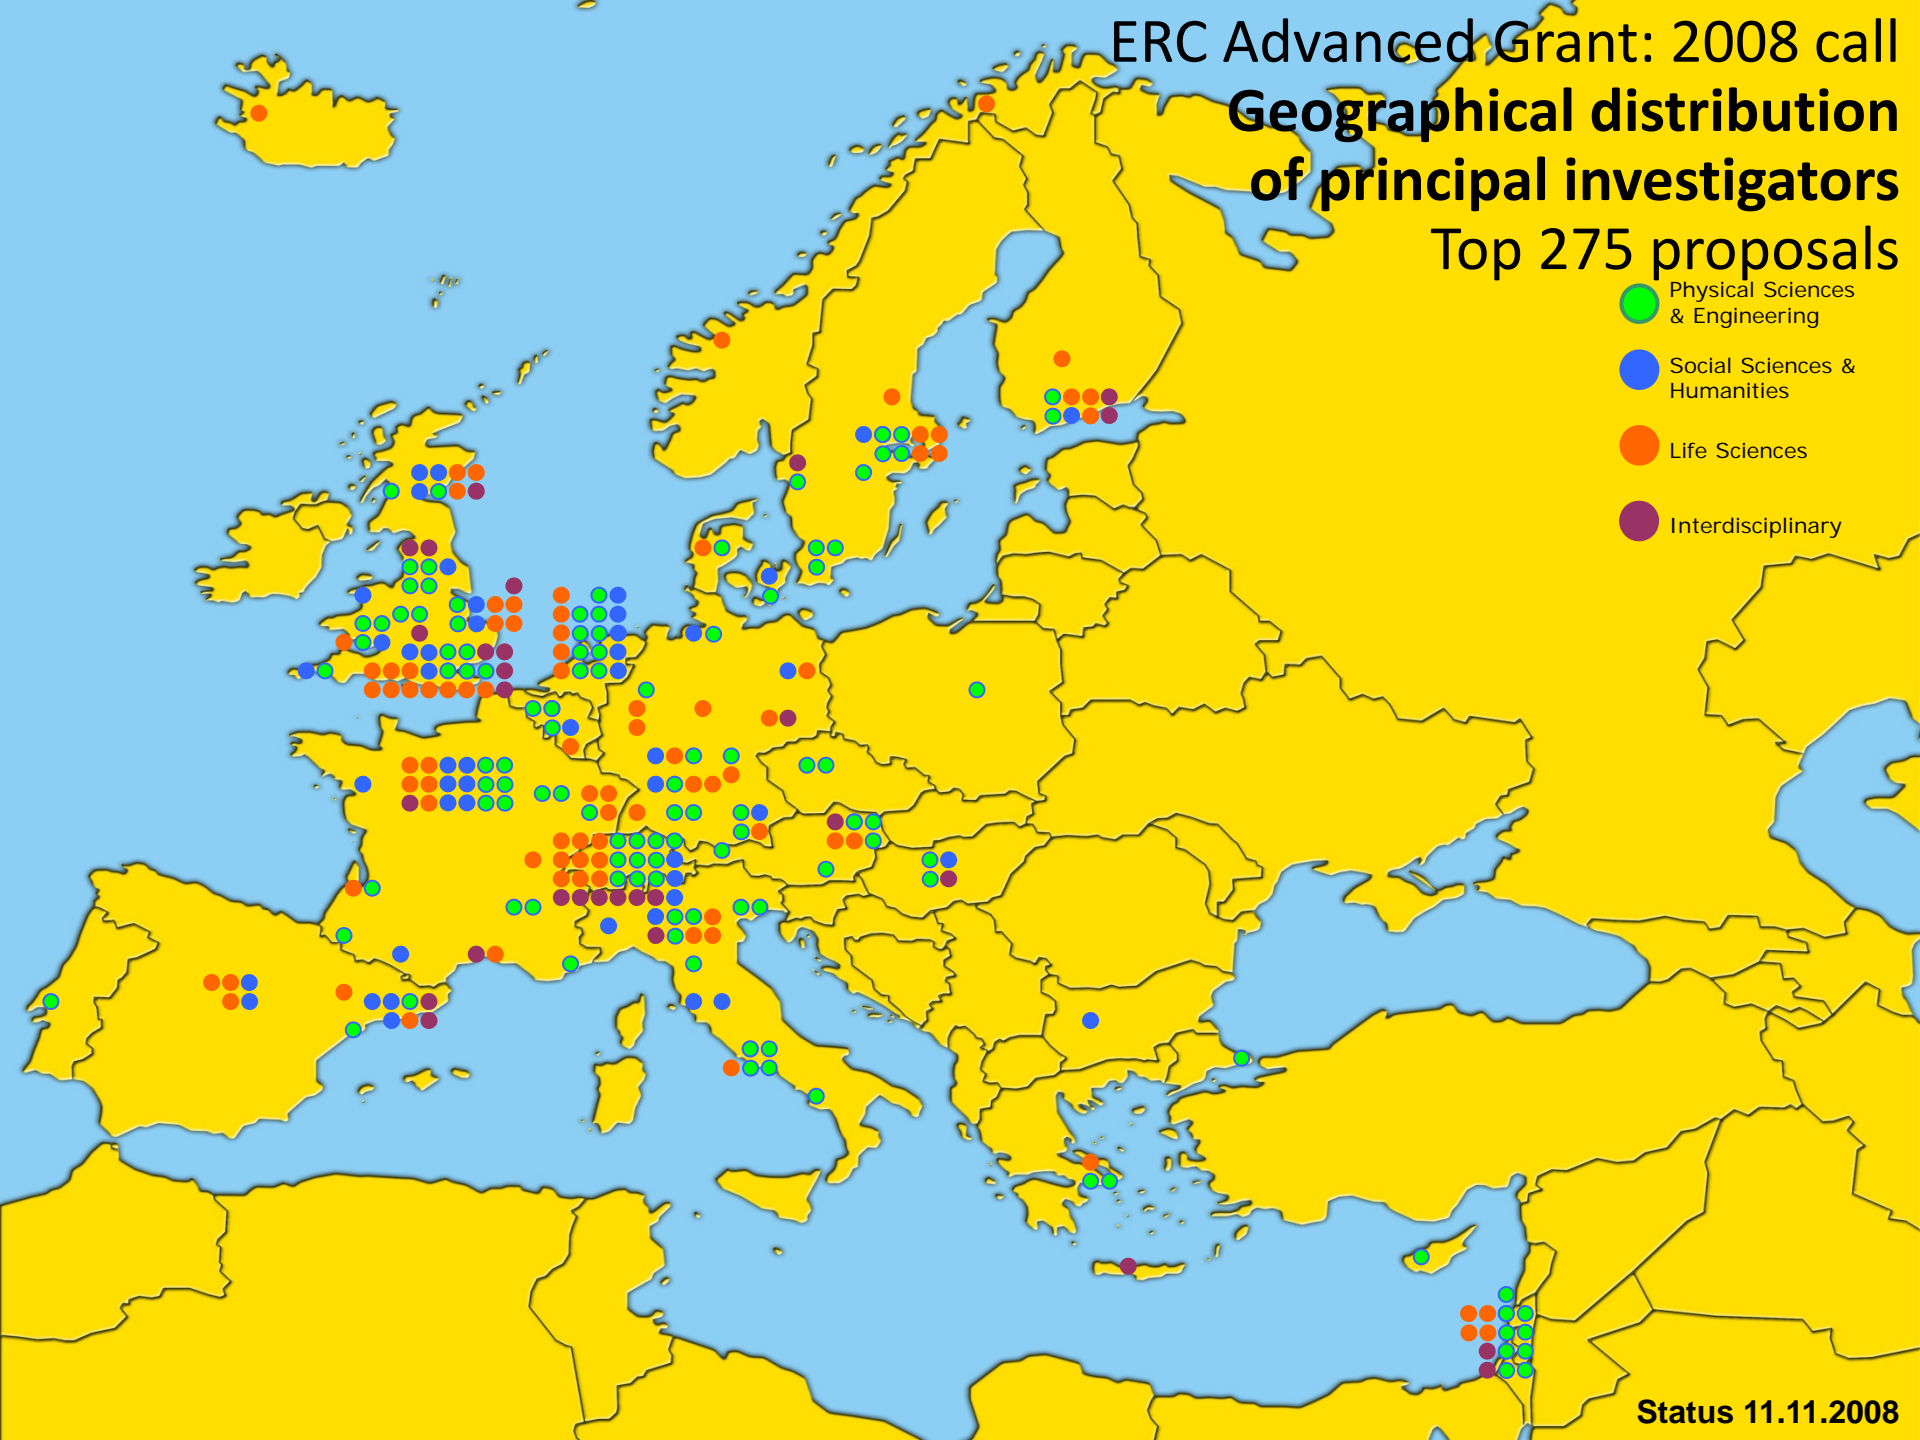 ERC Advanced Grant: 2008 call
Geographical distribution
of principal investigators
Top 275 proposals
Physical Sciences
& Engineering
Social Sciences &
Humanities
Life Sciences
Interdisciplinary
Status 11.11.2008